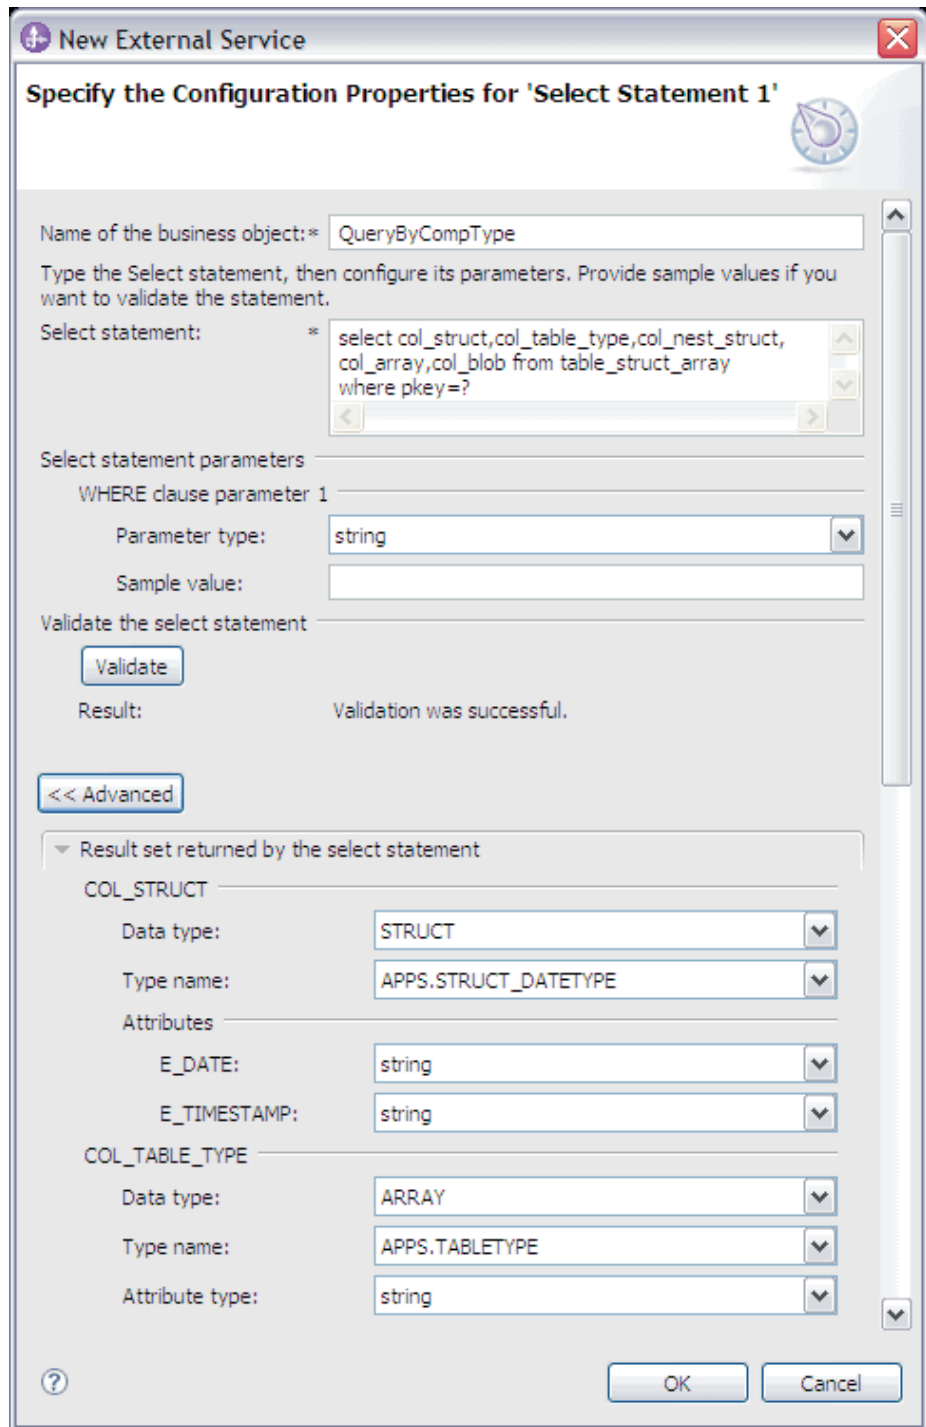 New External Service
Specify the Configuration Properties for 'Select Statement 1'
Name of the business object:* QueryByCompType
Type the Select statement, then configure its parameters. Provide sample values if you
want to validate the statement.
Select statement: * select col_struct,col_table_type,col_nest_struct,
col_array,col_blob from table_struct_array
where pkey=?
Select statement parameters
WHERE clause parameter 1
Parameter type: string
Sample value:
Validate the select statement
Validate
Result: Validation was successful.
<< Advanced
Result set returned by the select statement
COL_STRUCT
Data type: STRUCT
Type name: APPS.STRUCT_DATETYPE
Attributes
E_DATE: string
E_TIMESTAMP: string
COL_TABLE_TYPE
Data type: ARRAY
Type name: APPS.TABLETYPE
Attribute type: string
? OK Cancel